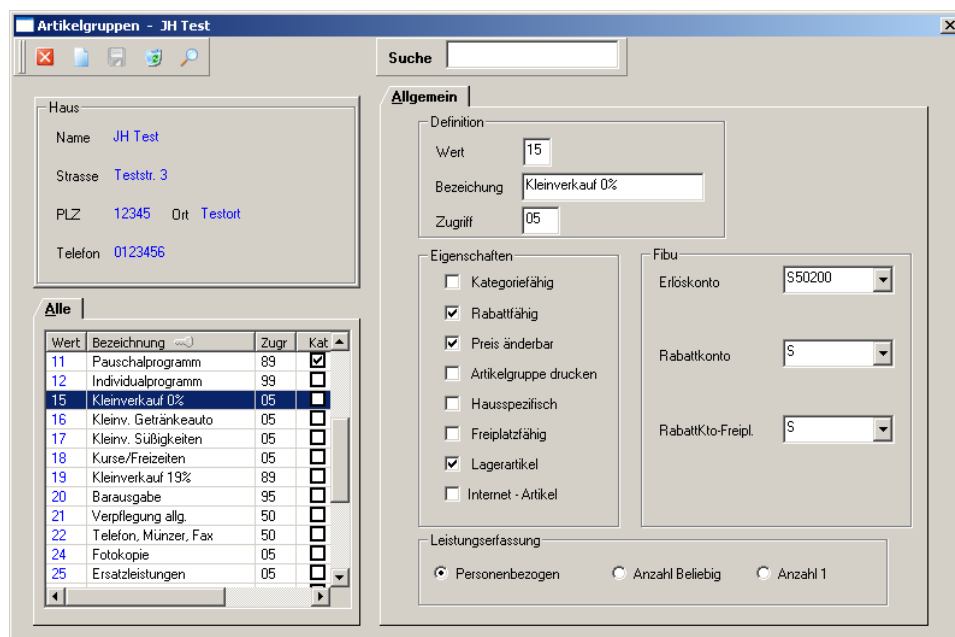 Artikelgruppen - JH Test
Suche
Haus
Name JH Test
Strasse Teststr. 3
PLZ 12345 Ort Testort
Telefon 0123456
Alle
Wert Bezeichnung Zugr Kat
11 Pauschalprogramm 89
12 Individualprogramm 99
15 Kleinverkauf 0% 05
16 Kleinv. Getränkeauto 05
17 Kleinv. Süßigkeiten 05
18 Kurse/Freizeiten 05
19 Kleinverkauf 19% 89
20 Barausgabe 95
21 Verpflegung allg. 50
22 Telefon, Münzer, Fax 50
24 Fotokopie 05
25 Ersatzleistungen 05
Allgemein
Definition
Wert 15
Bezeichung Kleinverkauf 0%
Zugriff 05
Eigenschaften
Kategoriefähig
Rabattfähig
Preis änderbar
Artikelgruppe drucken
Hausspezifisch
Freiplatzfähig
Lagerartikel
Internet - Artikel
Fibu
Erlöskonto S50200
Rabattkonto S
RabattKto-Freipl. S
Leistungserfassung
Personenbezogen Anzahl Beliebig Anzahl 1